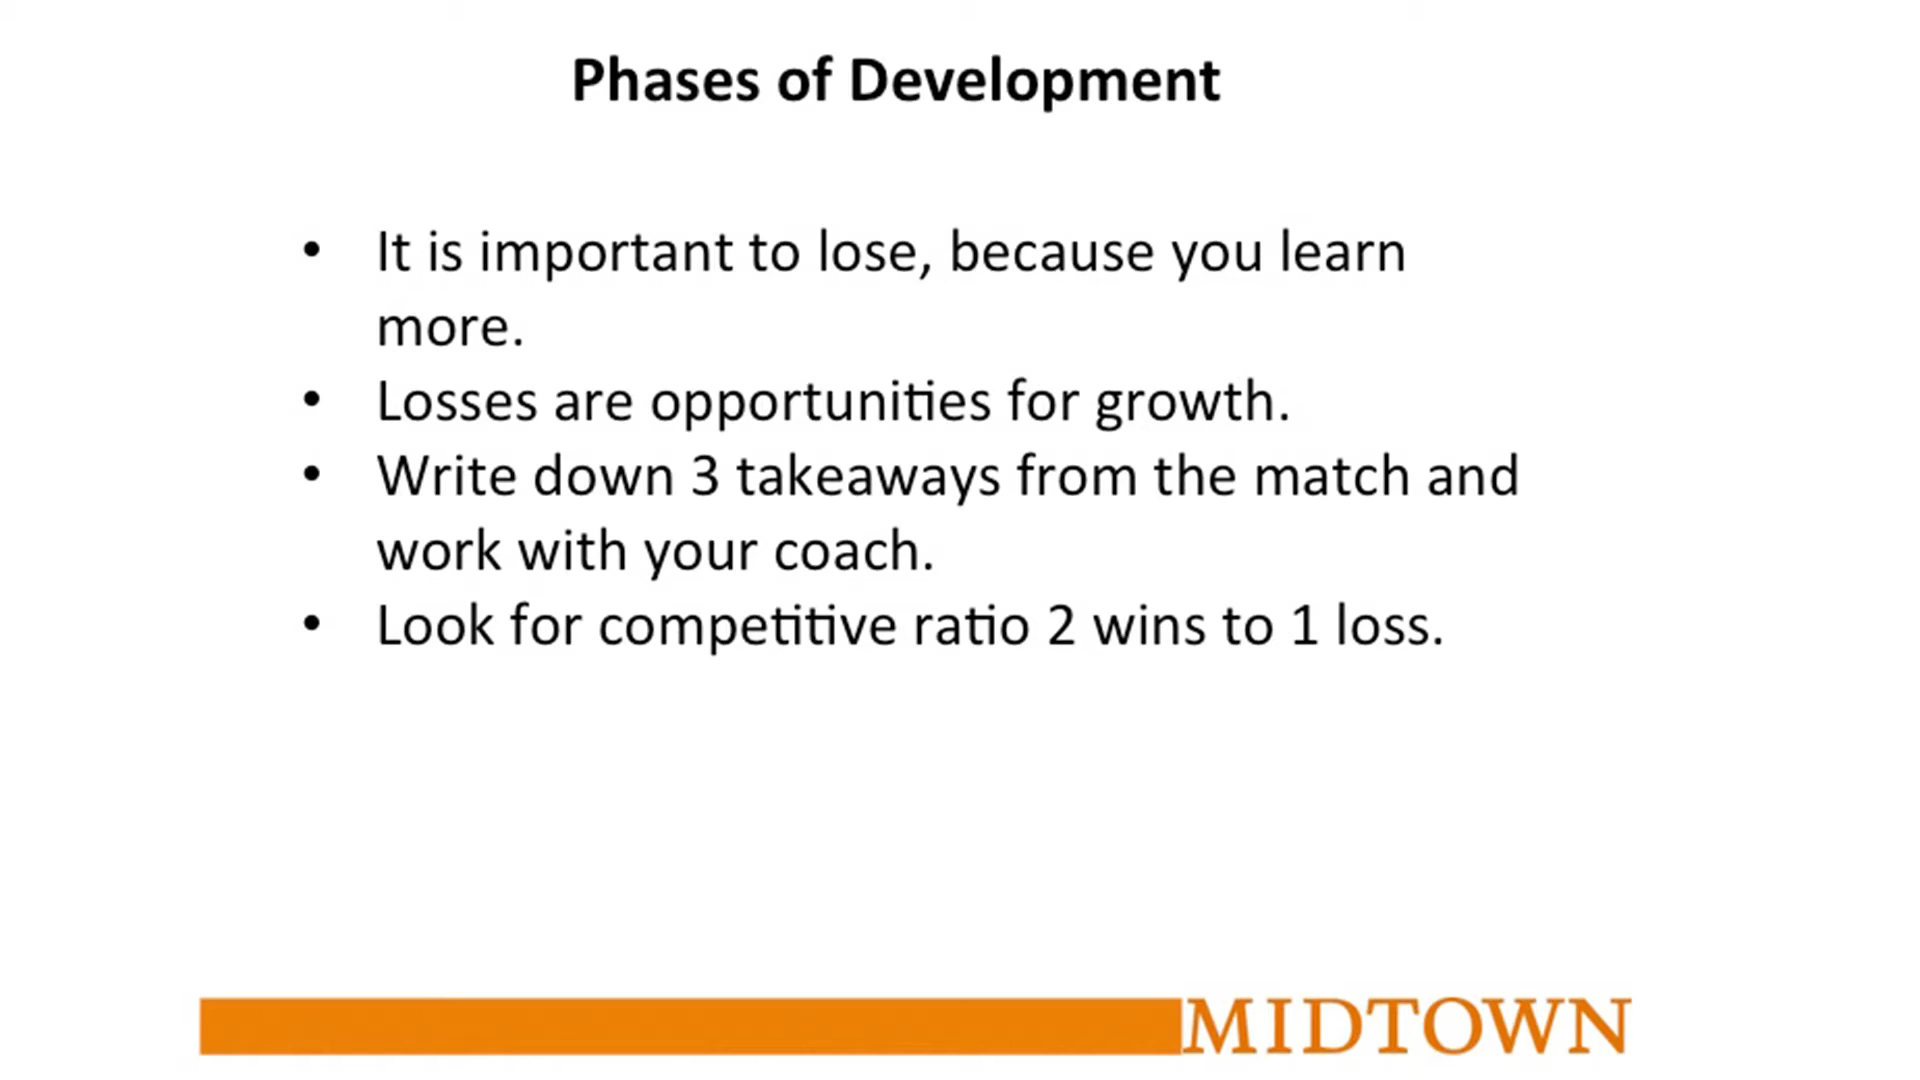 Phases of Development
• It is important to lose, because you learn
more.
• Losses are opportunities for growth.
• Write down 3 takeaways from the match and
work with your coach.
• Look for competitive ratio 2 wins to 1 loss.
MIDTOWN